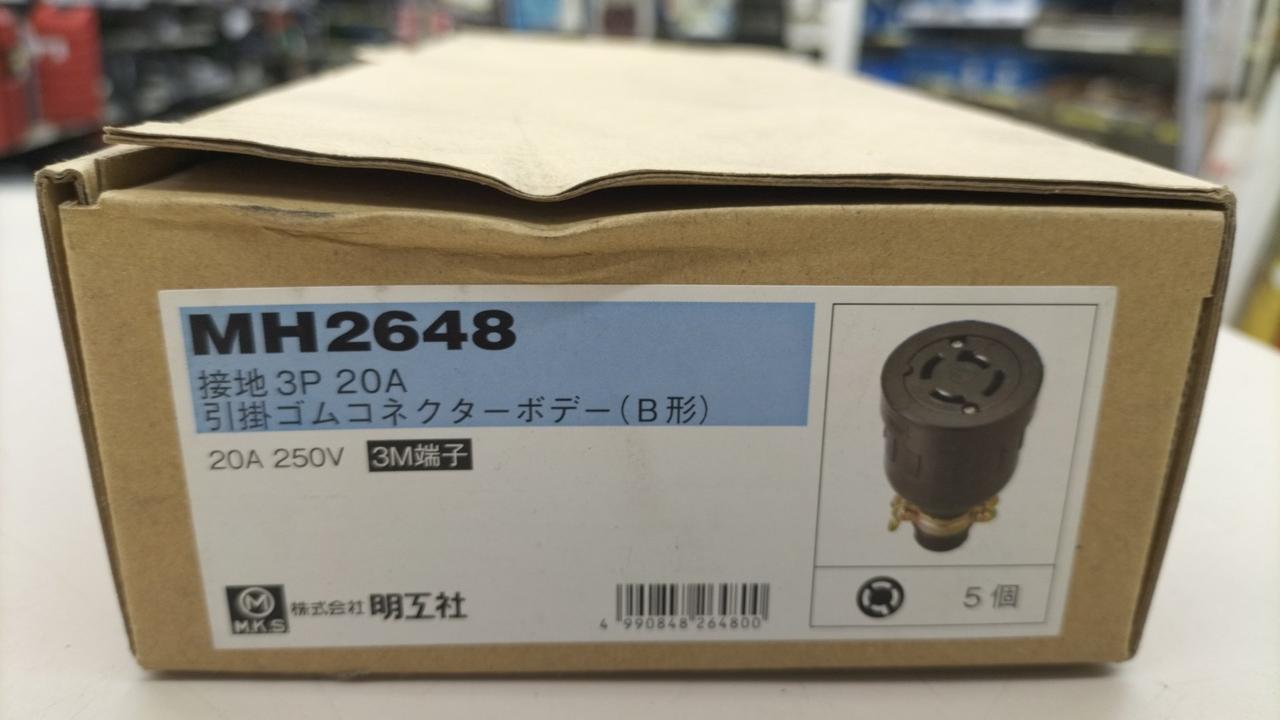 MH2648
接地 3P 20A
引掛ゴムコネクターボデー(B形)
20A 250V 3M端子
M
M.K.S
株式会社 明工社
4 990848 264800
5個